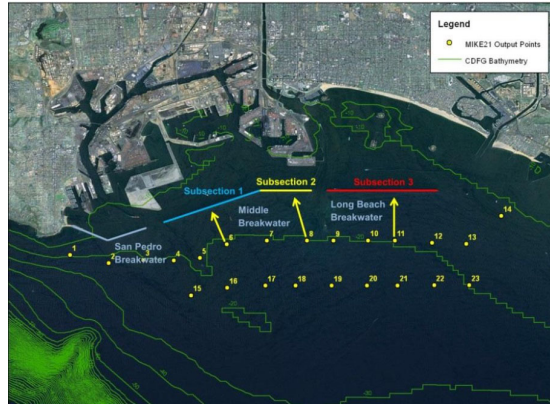 Legend
MIKE21 Output Points
CDFG Bathymetry
Subsection 1
Subsection 2
Subsection 3
Middle
Breakwater
Long Beach
Breakwater
San Pedro
Breakwater
14
1
2
3
4
5
6
7
8
9
10
11
12
13
15
16
17
18
19
20
21
22
23